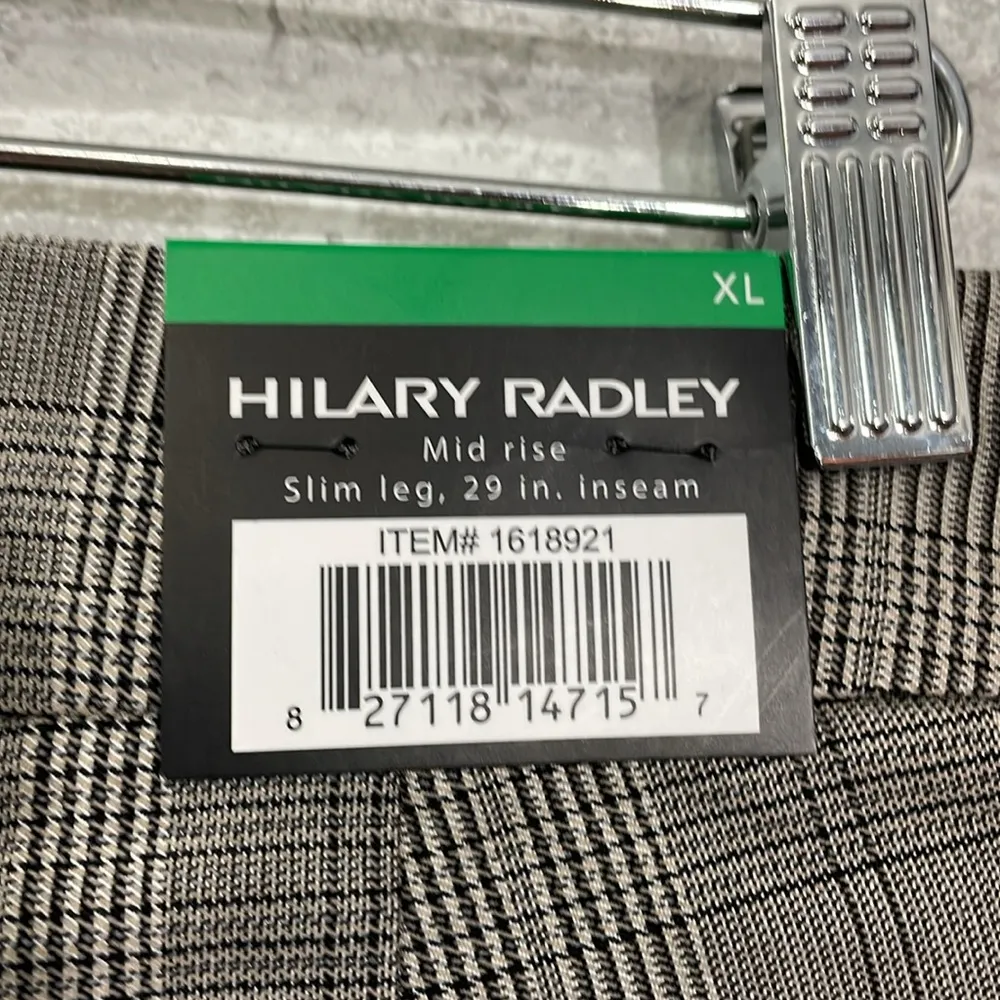 XL
HILARY RADLEY
Mid rise
Slim leg, 29 in. inseam
ITEM# 1618921
8 27118 14715 7